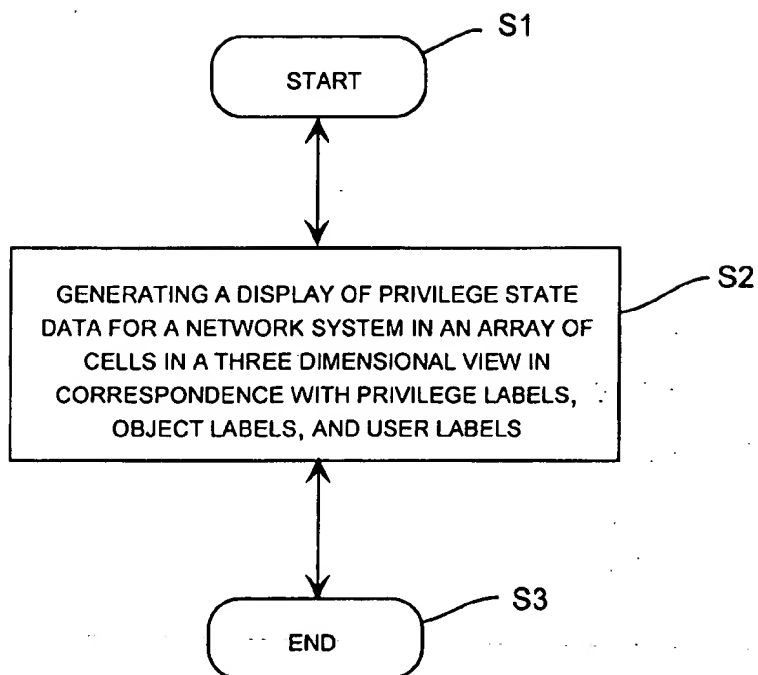 S1
START
S2
GENERATING A DISPLAY OF PRIVILEGE STATE
DATA FOR A NETWORK SYSTEM IN AN ARRAY OF
CELLS IN A THREE DIMENSIONAL VIEW IN
CORRESPONDENCE WITH PRIVILEGE LABELS,
OBJECT LABELS, AND USER LABELS
S3
END